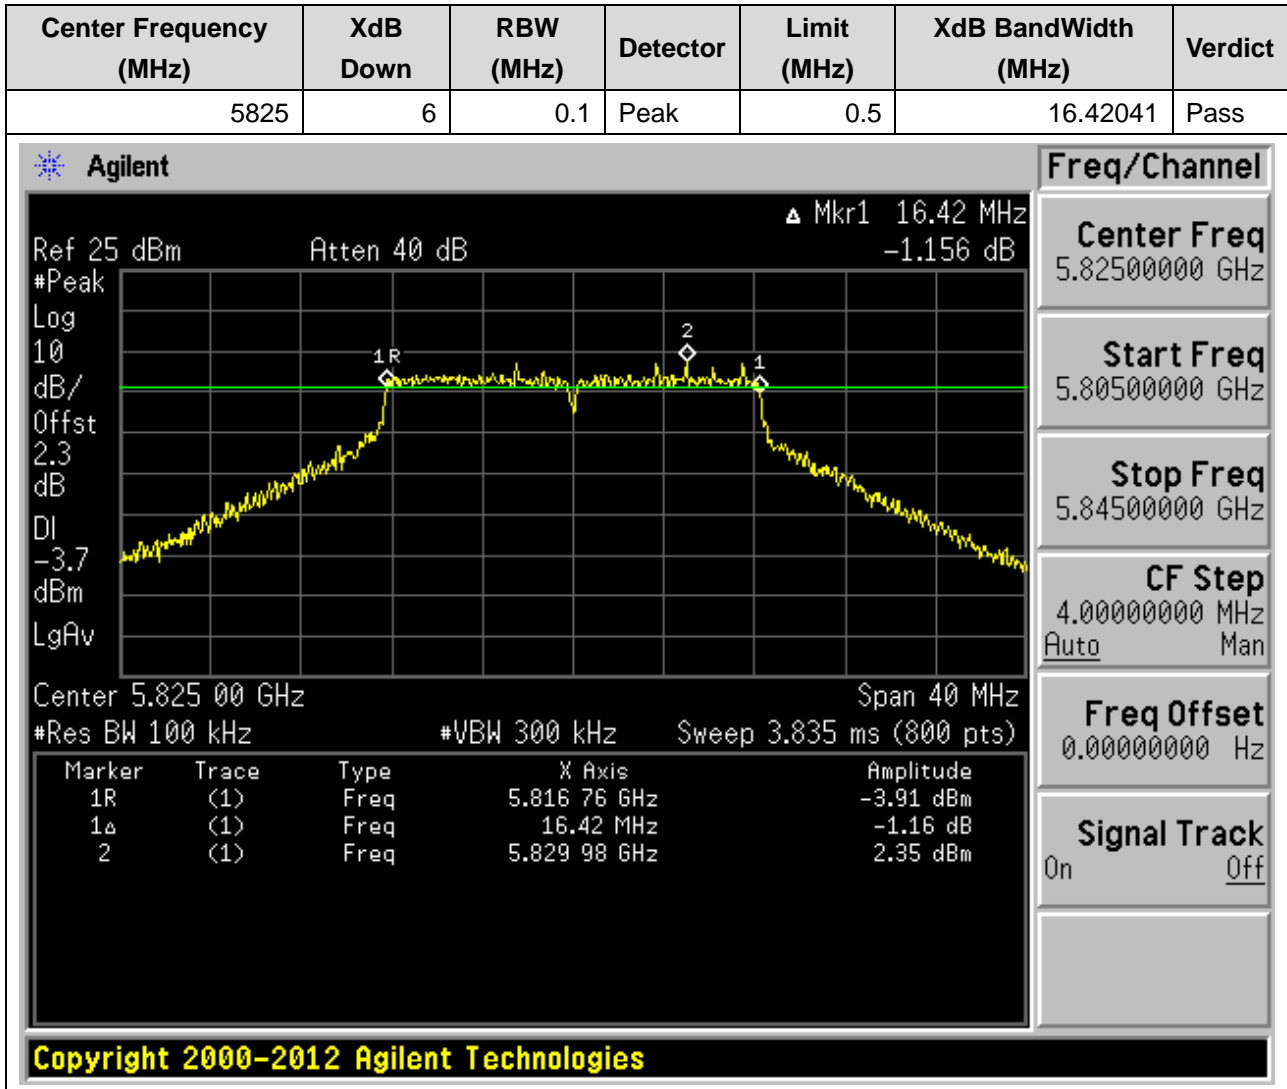 Center Frequency (MHz) XdB Down RBW (MHz) Detector Limit (MHz) XdB BandWidth (MHz) Verdict
5825 6 0.1 Peak 0.5 16.42041 Pass
Agilent
Freq/Channel
Δ Mkr1 16.42 MHz
Ref 25 dBm Atten 40 dB -1.156 dB
#Peak
Log
10
dB/
Offst
2.3
dB
DI
-3.7
dBm
LgAv
1R
2
1
Center 5.825 00 GHz Span 40 MHz
#Res BW 100 kHz #VBW 300 kHz Sweep 3.835 ms (800 pts)
Marker Trace Type X Axis Amplitude
1R (1) Freq 5.816 76 GHz -3.91 dBm
1Δ (1) Freq 16.42 MHz -1.16 dB
2 (1) Freq 5.829 98 GHz 2.35 dBm
Center Freq
5.82500000 GHz
Start Freq
5.80500000 GHz
Stop Freq
5.84500000 GHz
CF Step
4.00000000 MHz
Auto Man
Freq Offset
0.00000000 Hz
Signal Track
On Off
Copyright 2000-2012 Agilent Technologies